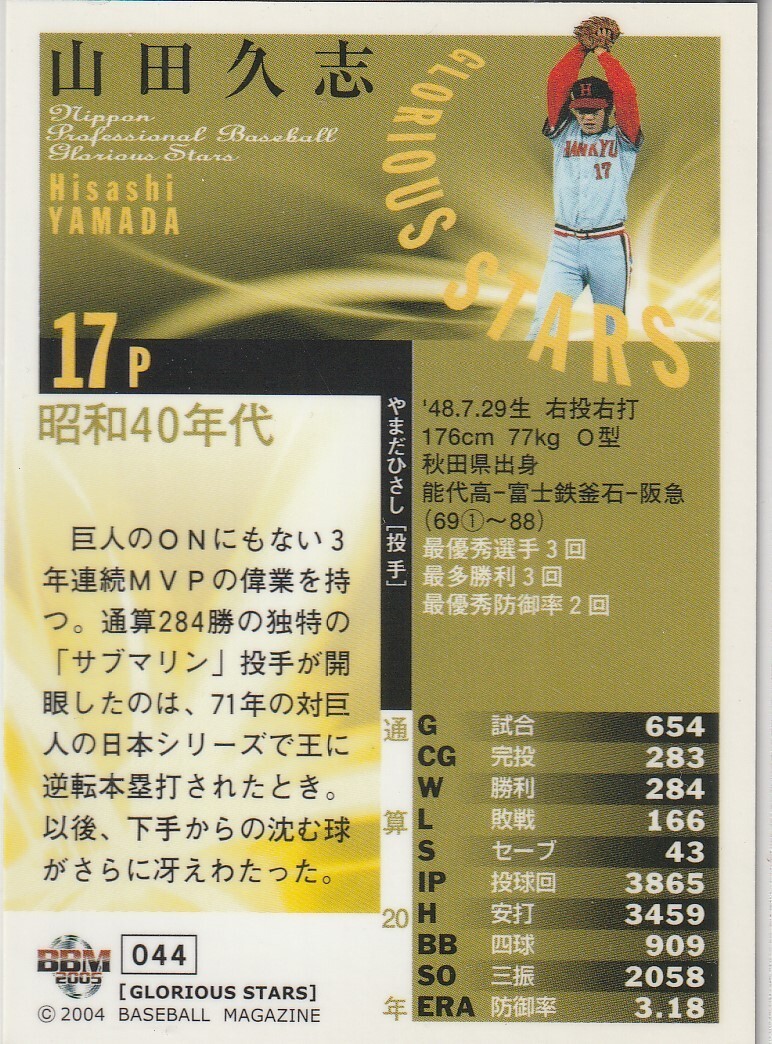 山田久志
Nippon
Professional Baseball
Glorious Stars
Hisashi
YAMADA
GLORIOUS STARS
H
HANKYU
17
17 P
昭和40年代
巨人のONにもない3
年連続MVPの偉業を持
つ。通算284勝の独特の
「サブマリン」投手が開
眼したのは、71年の対巨
人の日本シリーズで王に
逆転本塁打されたとき。
以後、下手からの沈む球
がさらに冴えわたった。
やまだひさし [投手]
'48.7.29生 右投右打
176cm 77kg O型
秋田県出身
能代高-富士鉄釜石-阪急
(69①〜88)
最優秀選手3回
最多勝利3回
最優秀防御率2回
通算20年
G 試合 654
CG 完投 283
W 勝利 284
L 敗戦 166
S セーブ 43
IP 投球回 3865
H 安打 3459
BB 四球 909
SO 三振 2058
ERA 防御率 3.18
BBM
2005
044
[GLORIOUS STARS]
© 2004 BASEBALL MAGAZINE